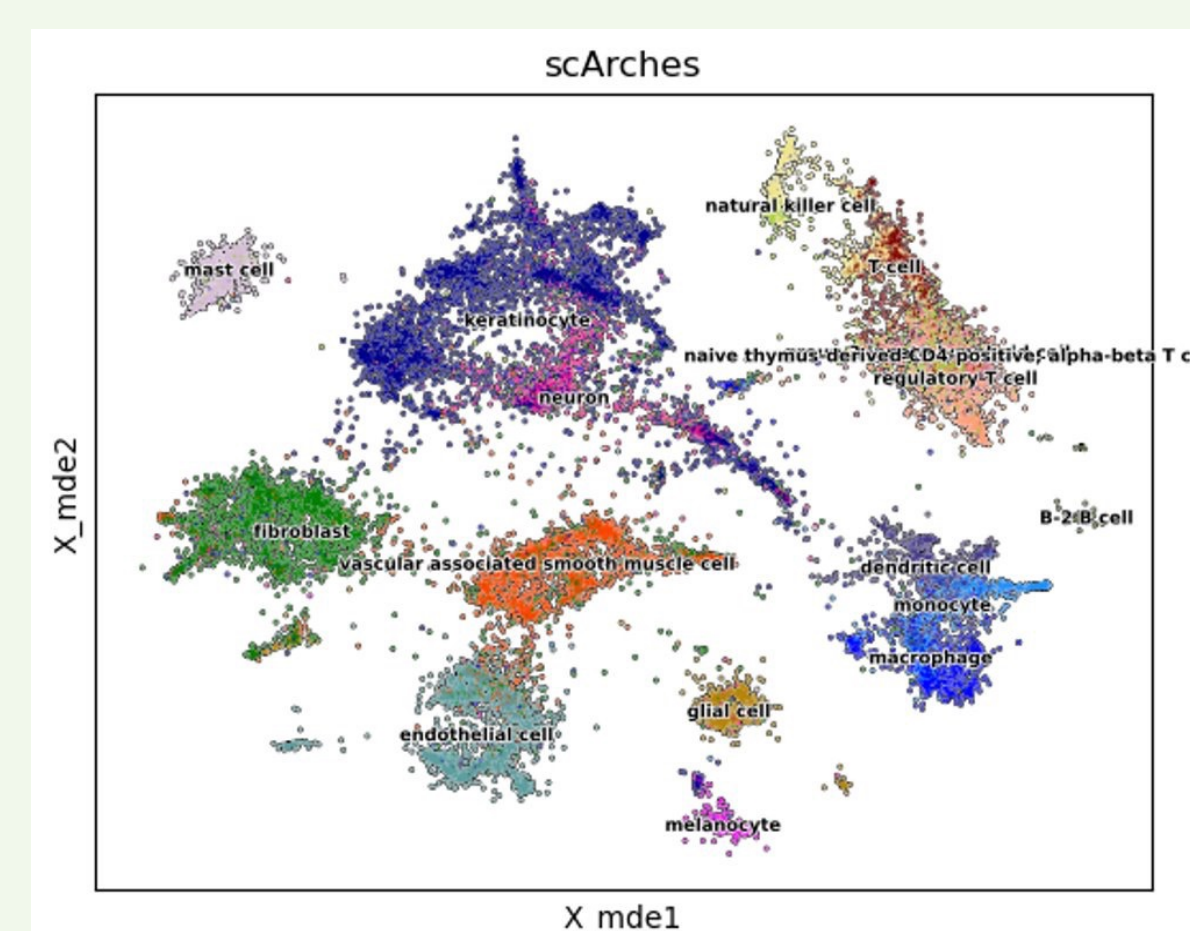 scArches
natural killer cell
mast cell
T cell
keratinocyte
naive thymus-derived CD4-positive, alpha-beta T c
regulatory T cell
neuron
B-2 B cell
fibroblast
vascular associated smooth muscle cell
dendritic cell
monocyte
macrophage
glial cell
endothelial cell
melanocyte
X_mde2
X_mde1